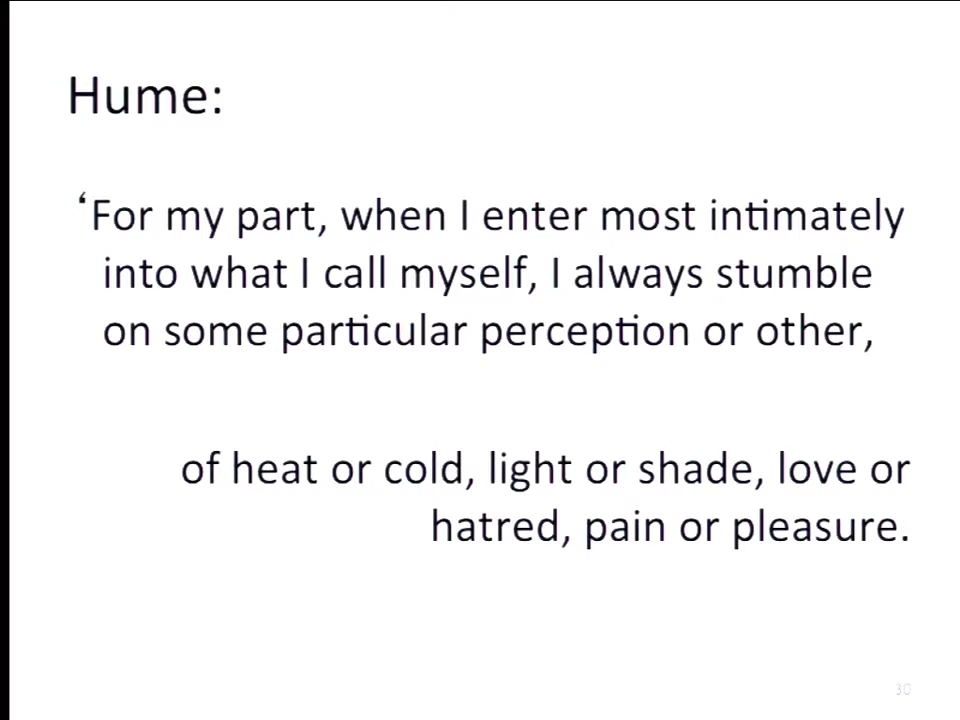 Hume:
‘For my part, when I enter most intimately
into what I call myself, I always stumble
on some particular perception or other,
of heat or cold, light or shade, love or
hatred, pain or pleasure.
30